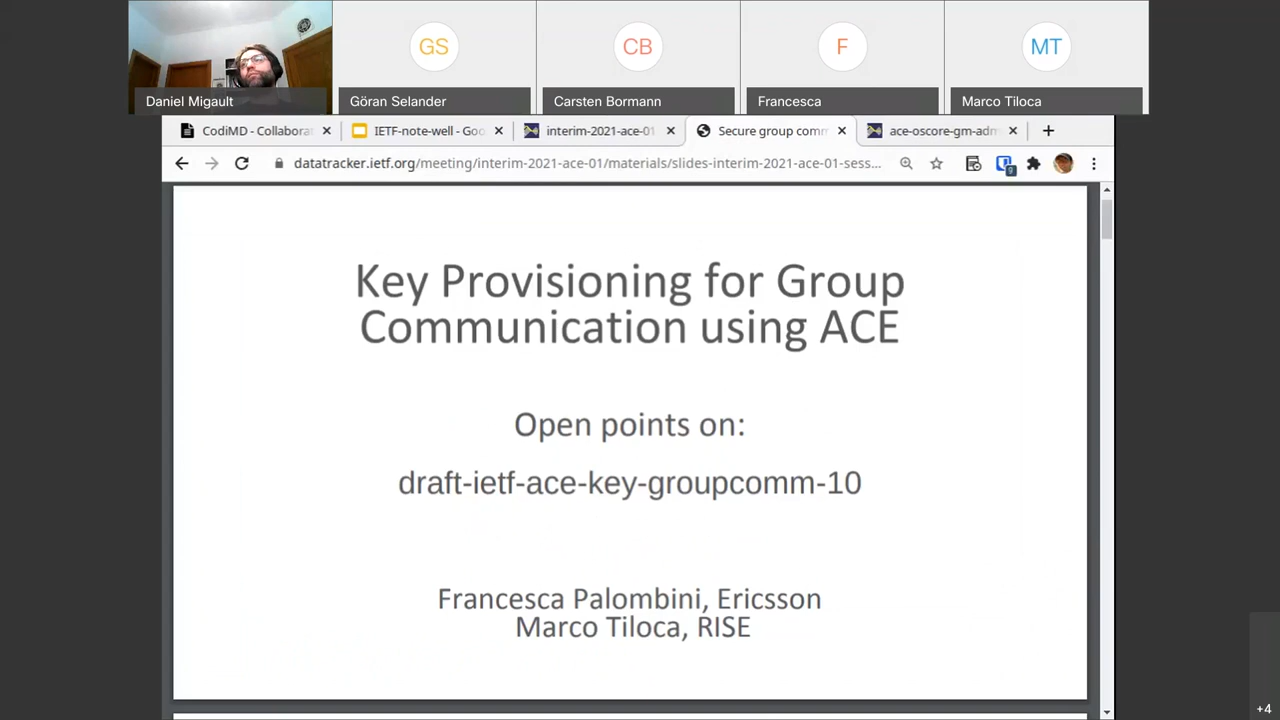 GS
CB
F
MT
Daniel Migault
Göran Selander
Carsten Bormann
Francesca
Marco Tiloca
CodiMD - Collabora
IETF-note-well - Goo
interim-2021-ace-01
Secure group comm
ace-oscore-gm-adm
datatracker.ietf.org/meeting/interim-2021-ace-01/materials/slides-interim-2021-ace-01-sess...
Key Provisioning for Group
Communication using ACE
Open points on:
draft-ietf-ace-key-groupcomm-10
Francesca Palombini, Ericsson
Marco Tiloca, RISE
+4